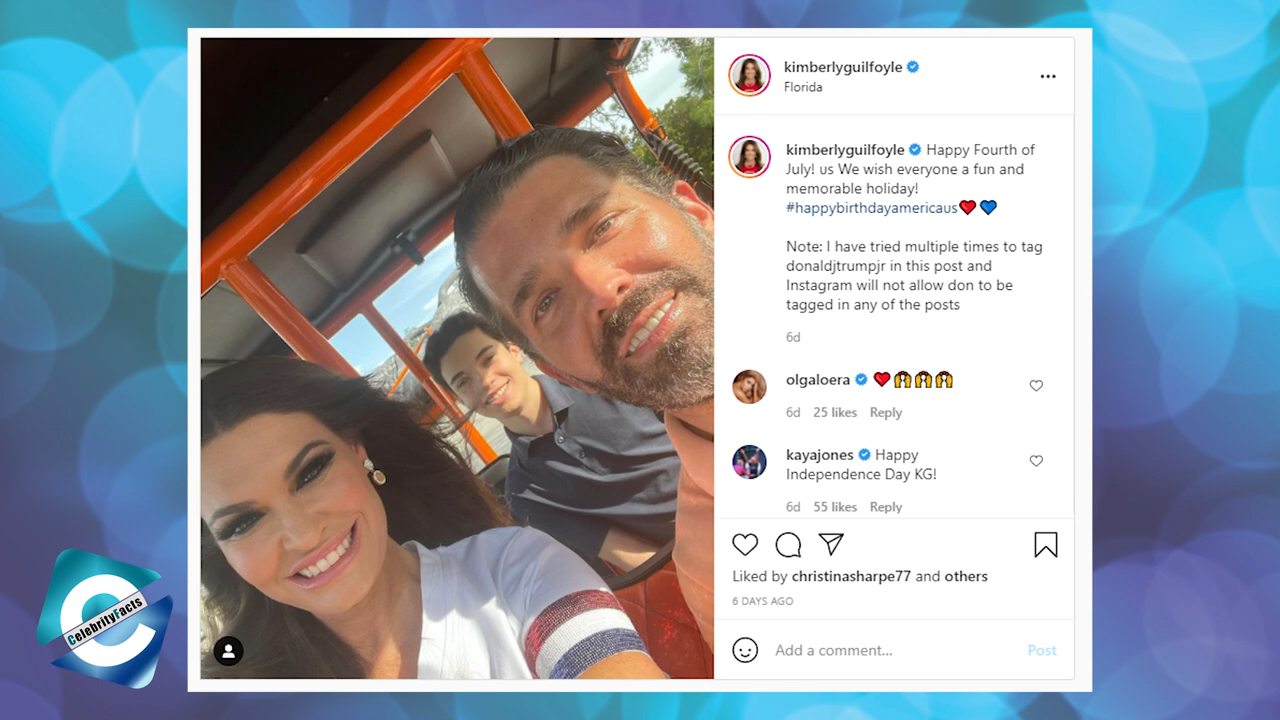 kimberlyguilfoyle
Florida
kimberlyguilfoyle Happy Fourth of
July! us We wish everyone a fun and
memorable holiday!
#happybirthdayamericaus
Note: I have tried multiple times to tag
donaldjtrumpjr in this post and
Instagram will not allow don to be
tagged in any of the posts
6d
olgaloera
6d 25 likes Reply
kayajones Happy
Independence Day KG!
6d 55 likes Reply
Liked by christinasharpe77 and others
6 DAYS AGO
Add a comment... Post
CelebrityFacts